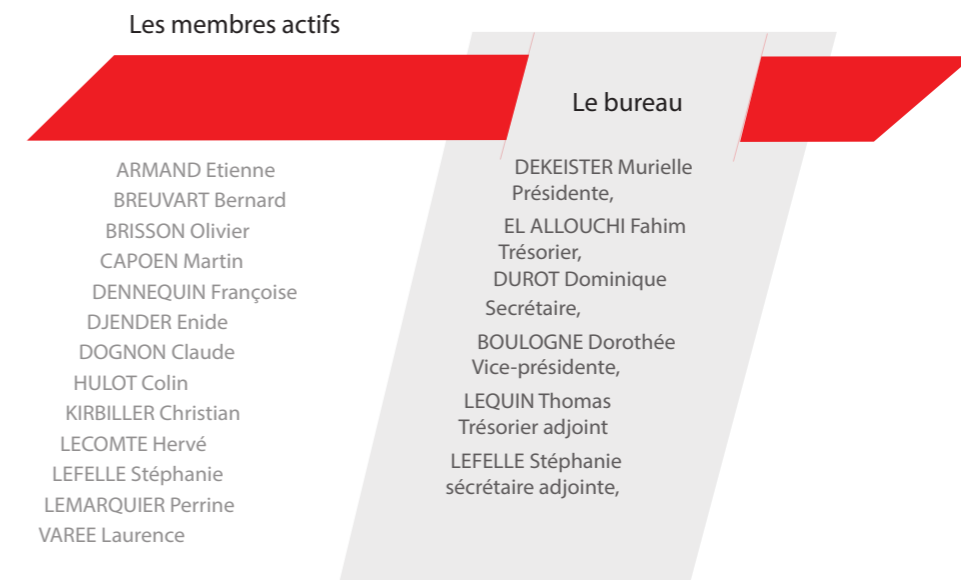 Les membres actifs
ARMAND Etienne
BREUVART Bernard
BRISSON Olivier
CAPOEN Martin
DENNEQUIN Françoise
DJENDER Enide
DOGNON Claude
HULOT Colin
KIRBILLER Christian
LECOMTE Hervé
LEFELLE Stéphanie
LEMARQUIER Perrine
VAREE Laurence
Le bureau
DEKEISTER Murielle
Présidente,
EL ALLOUCHI Fahim
Trésorier,
DUROT Dominique
Secrétaire,
BOULOGNE Dorothée
Vice-présidente,
LEQUIN Thomas
Trésorier adjoint
LEFELLE Stéphanie
sécrétaire adjointe,